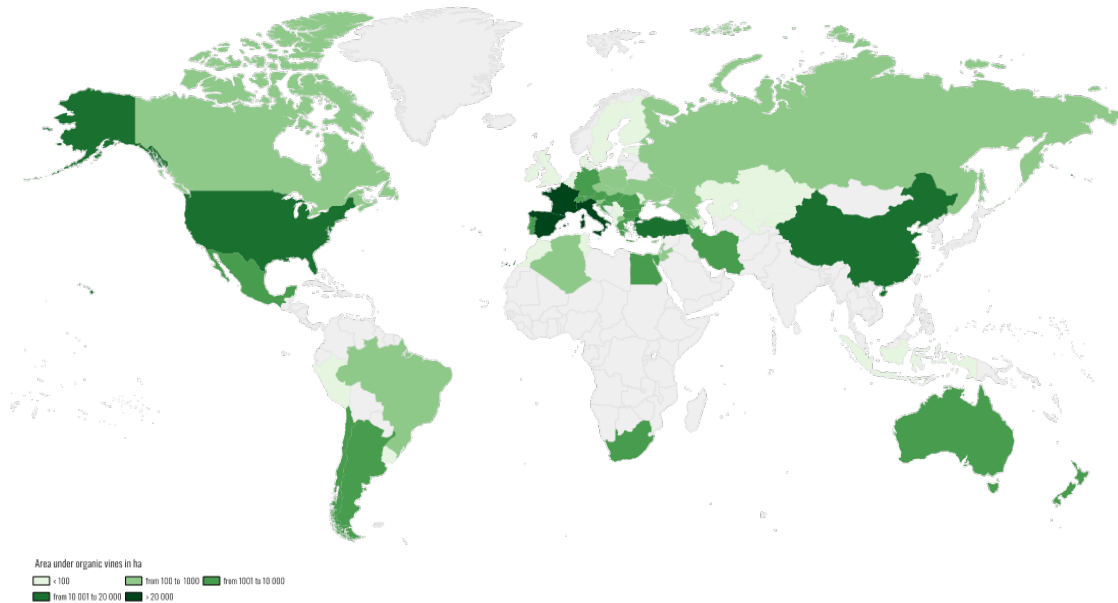 Area under organic vines in ha
< 100 from 100 to 1000 from 1001 to 10 000
from 10 001 to 20 000 > 20 000